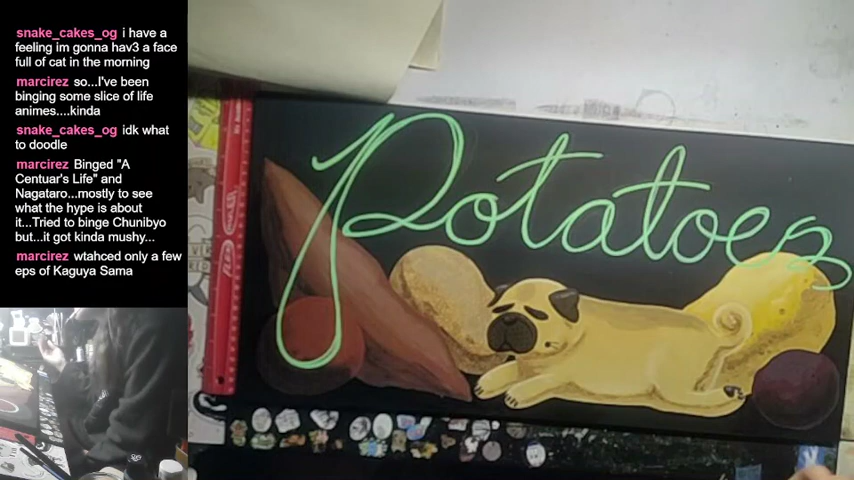 snake_cakes_og i have a
feeling im gonna hav3 a face
full of cat in the morning
marcirez so...I've been
binging some slice of life
animes....kinda
snake_cakes_og idk what
to doodle
marcirez Binged "A
Centuar's Life" and
Nagataro...mostly to see
what the hype is about
it...Tried to binge Chunibyo
but...it got kinda mushy...
marcirez wtahced only a few
eps of Kaguya Sama
Potatoes